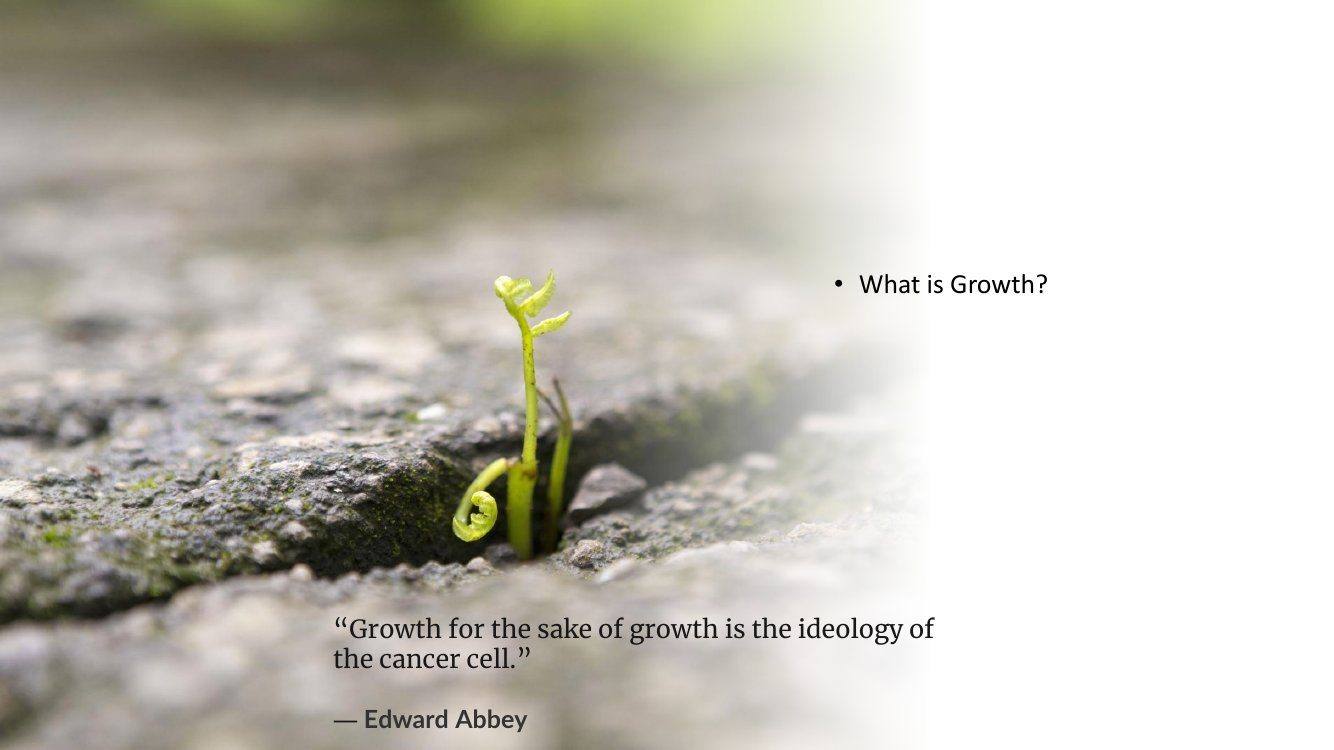 • What is Growth?
“Growth for the sake of growth is the ideology of
the cancer cell.”
— Edward Abbey